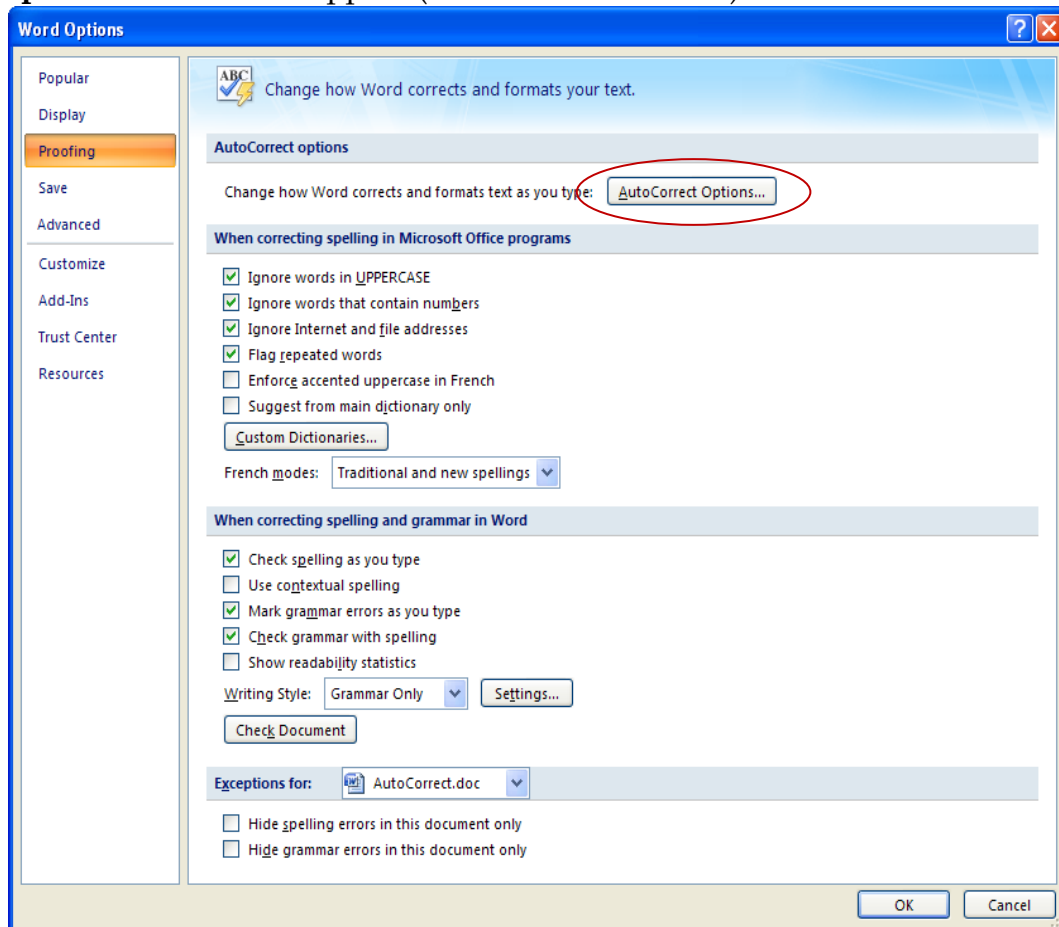 Word Options
Popular
Display
Proofing
Save
Advanced
Customize
Add-Ins
Trust Center
Resources
ABC
Change how Word corrects and formats your text.
AutoCorrect options
Change how Word corrects and formats text as you type: AutoCorrect Options...
When correcting spelling in Microsoft Office programs
Ignore words in UPPERCASE
Ignore words that contain numbers
Ignore Internet and file addresses
Flag repeated words
Enforce accented uppercase in French
Suggest from main dictionary only
Custom Dictionaries...
French modes: Traditional and new spellings
When correcting spelling and grammar in Word
Check spelling as you type
Use contextual spelling
Mark grammar errors as you type
Check grammar with spelling
Show readability statistics
Writing Style: Grammar Only Settings...
Check Document
Exceptions for: AutoCorrect.doc
Hide spelling errors in this document only
Hide grammar errors in this document only
OK Cancel